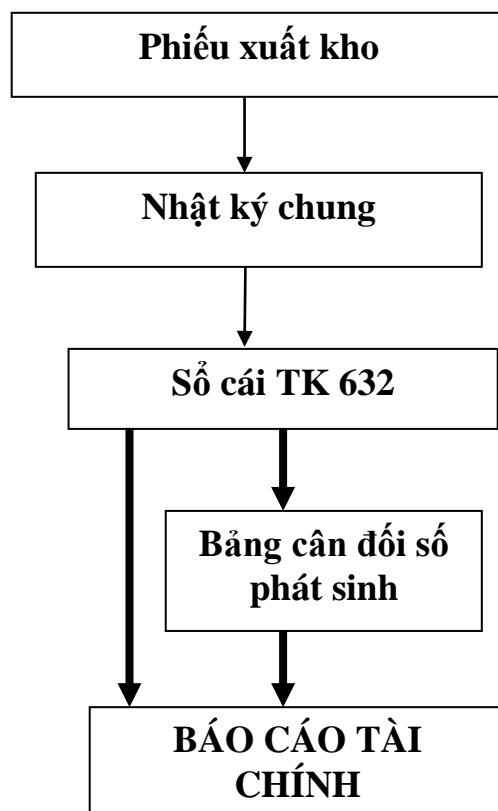 Phiếu xuất kho
Nhật ký chung
Sổ cái TK 632
Bảng cân đối số
phát sinh
BÁO CÁO TÀI
CHÍNH